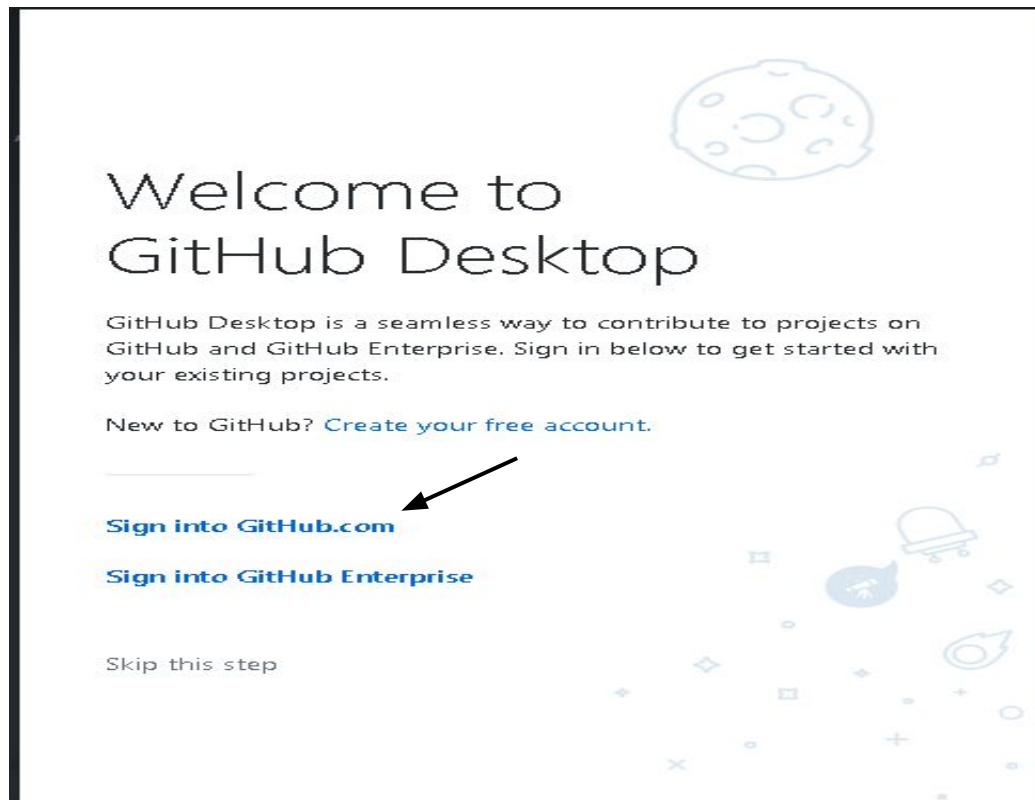 Welcome to
GitHub Desktop
GitHub Desktop is a seamless way to contribute to projects on
GitHub and GitHub Enterprise. Sign in below to get started with
your existing projects.
New to GitHub? Create your free account.
Sign into GitHub.com
Sign into GitHub Enterprise
Skip this step